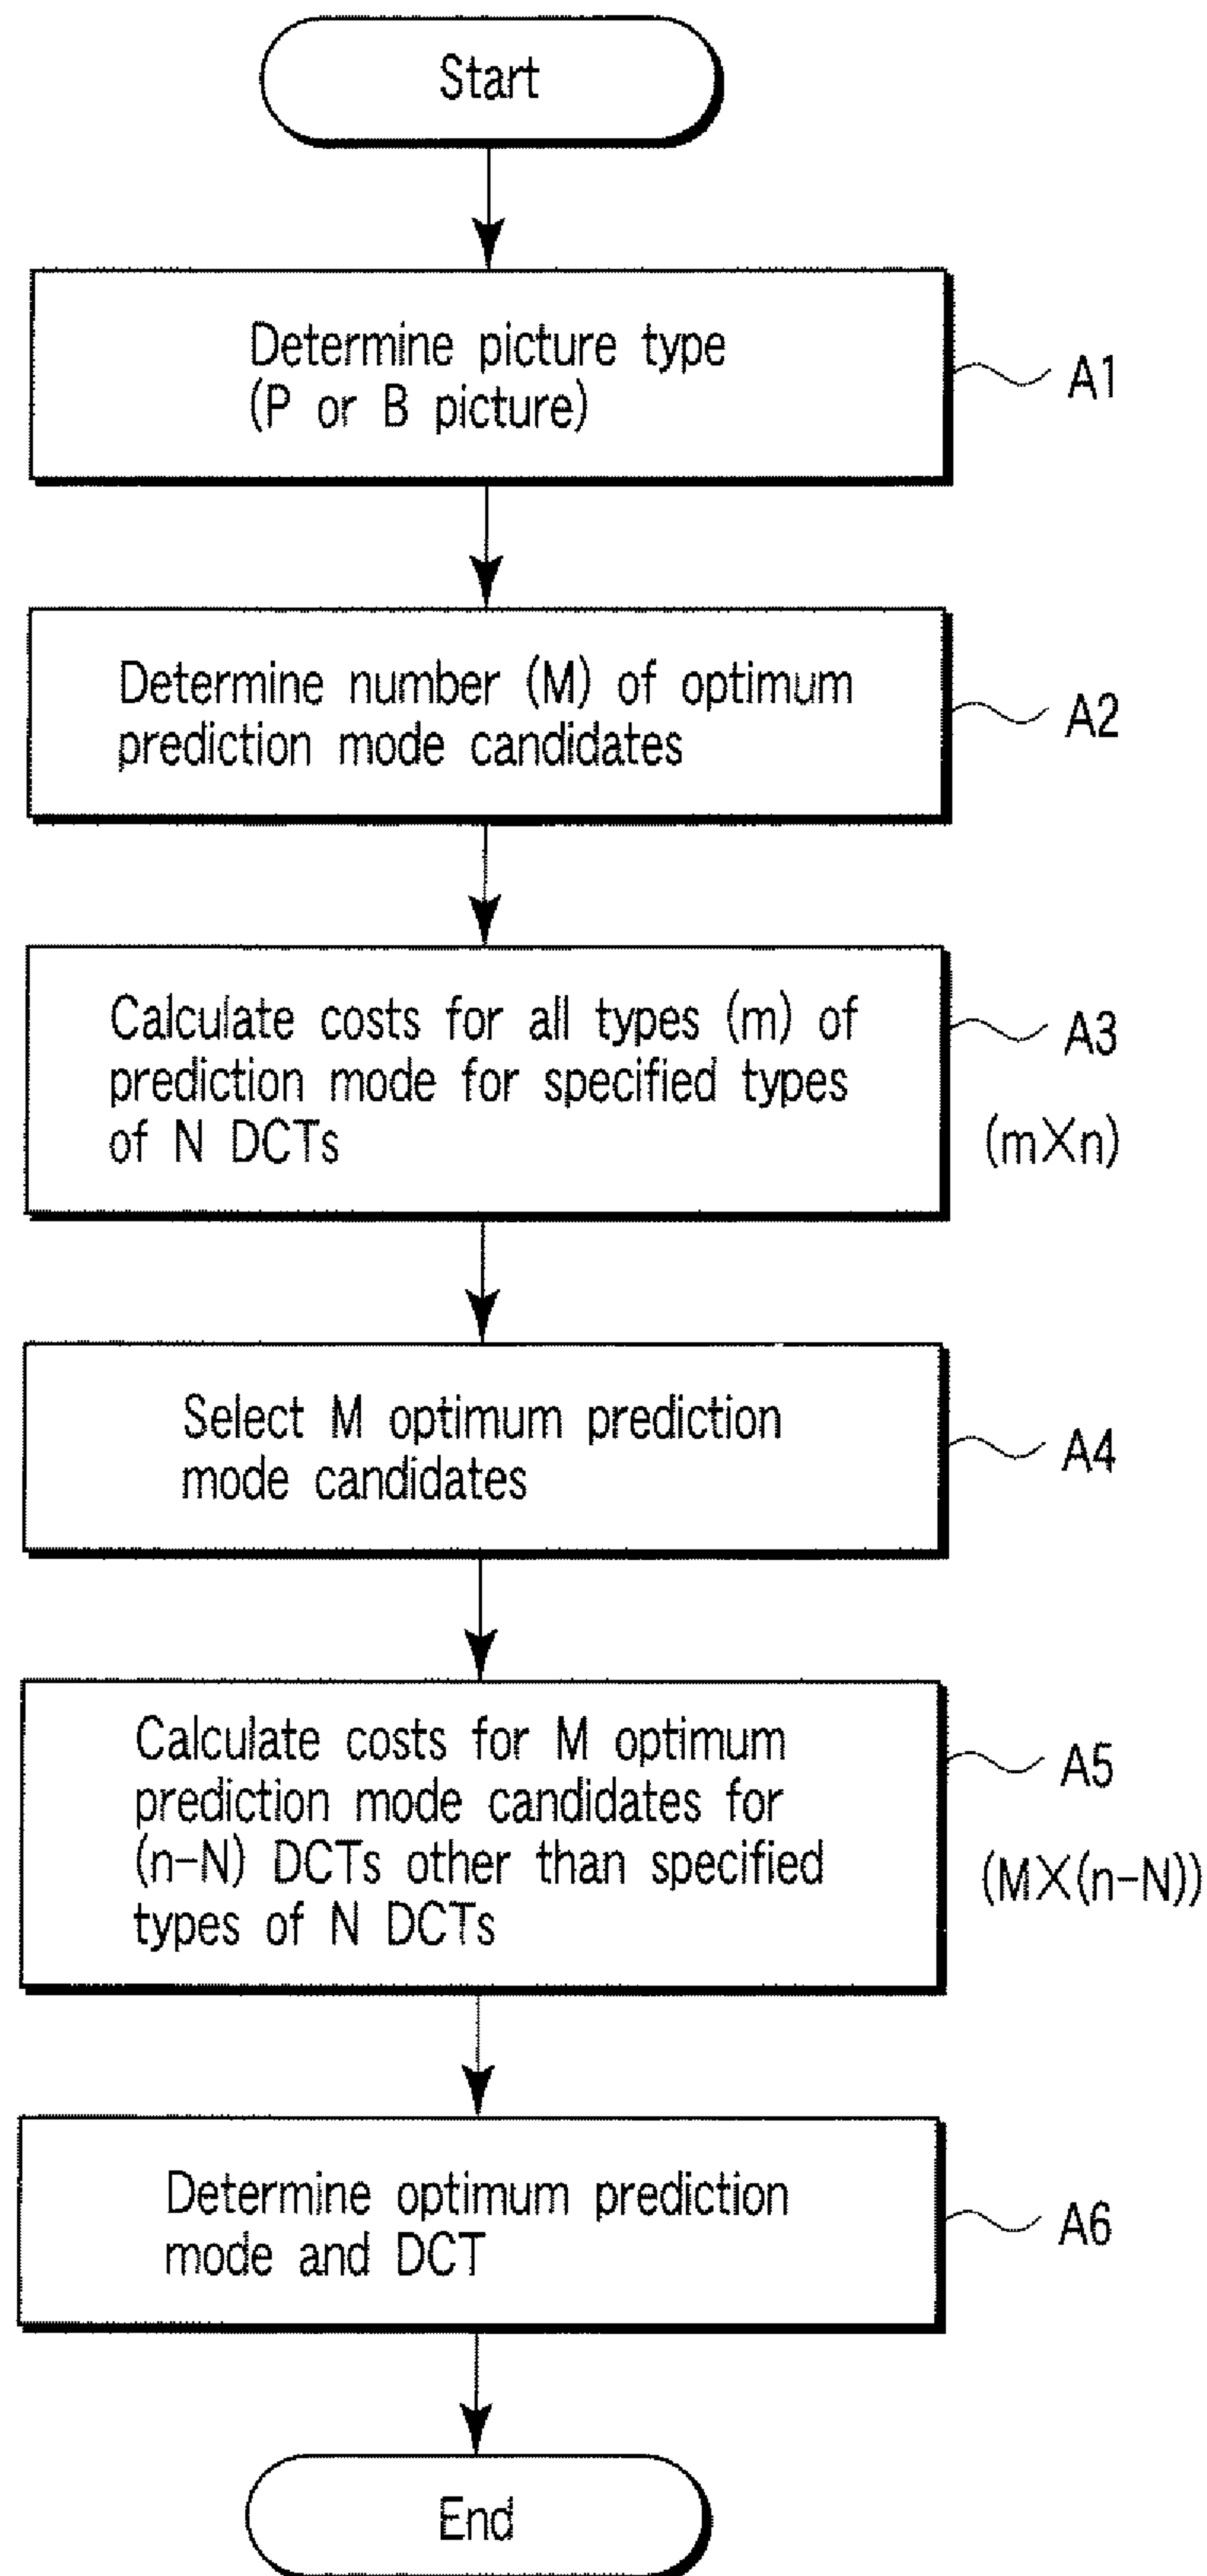 Start
Determine picture type
(P or B picture)
A1
Determine number (M) of optimum
prediction mode candidates
A2
Calculate costs for all types (m) of
prediction mode for specified types
of N DCTs
A3
(m×n)
Select M optimum prediction
mode candidates
A4
Calculate costs for M optimum
prediction mode candidates for
(n-N) DCTs other than specified
types of N DCTs
A5
(M×(n-N))
Determine optimum prediction
mode and DCT
A6
End